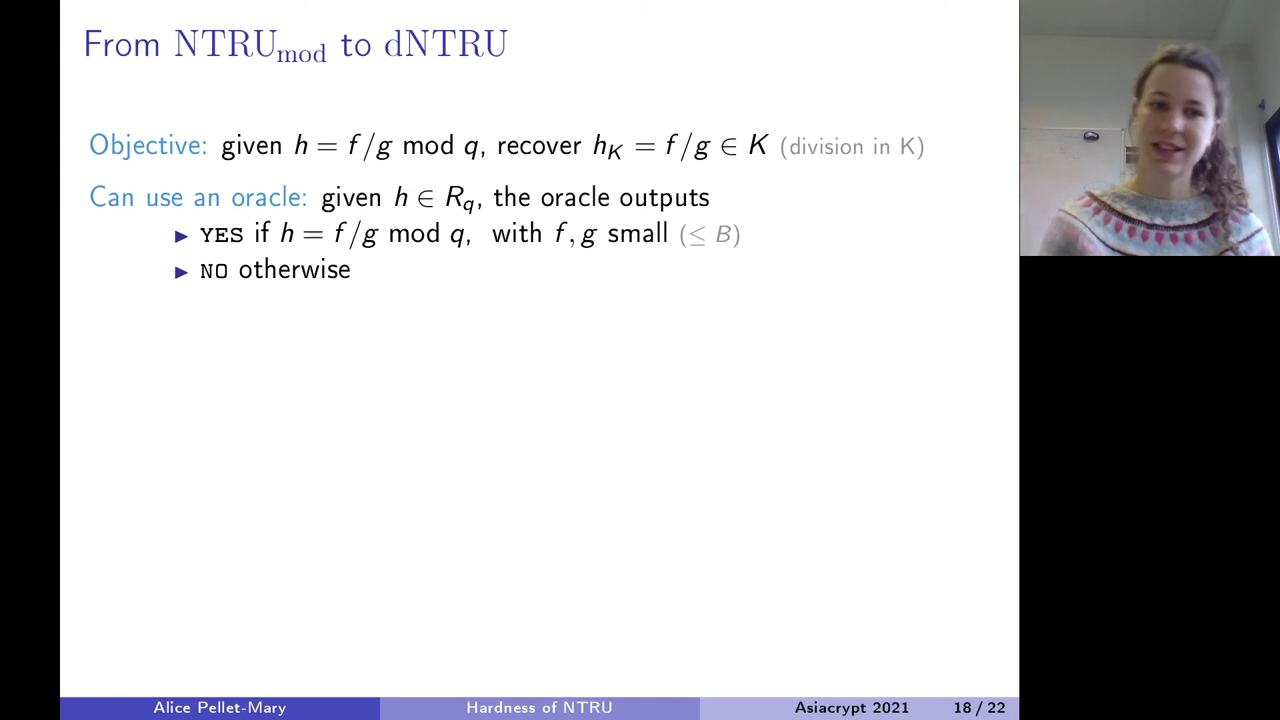 From NTRU_mod to dNTRU
Objective: given h = f/g mod q, recover h_K = f/g ∈ K (division in K)
Can use an oracle: given h ∈ R_q, the oracle outputs
▶ YES if h = f/g mod q, with f, g small (≤ B)
▶ NO otherwise
Alice Pellet-Mary Hardness of NTRU Asiacrypt 2021 18 / 22